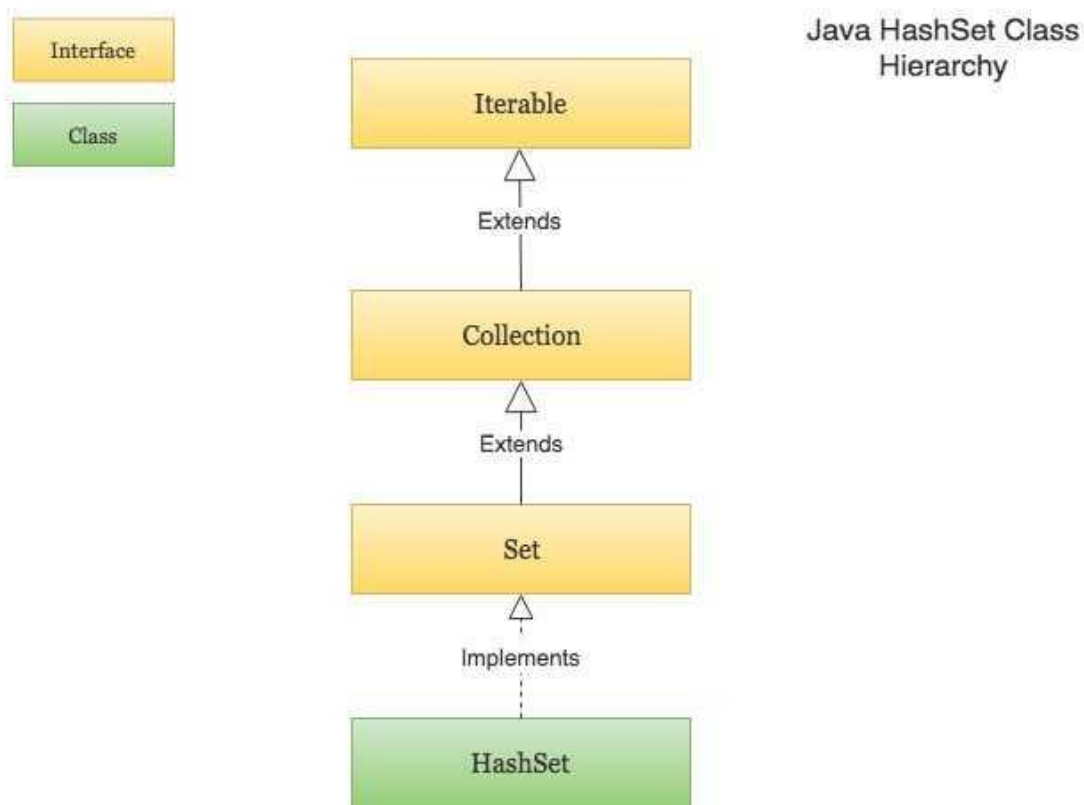 Java HashSet Class
Hierarchy
Interface
Class
Iterable
Extends
Collection
Extends
Set
Implements
HashSet